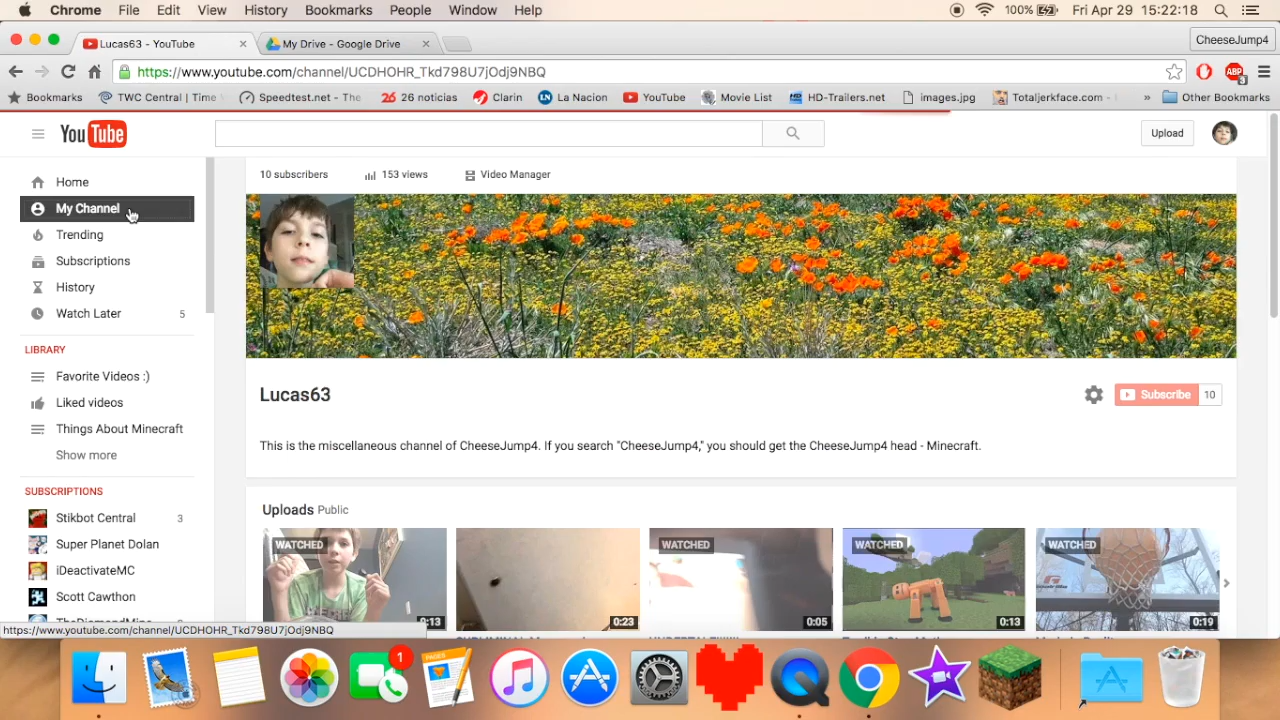 Chrome File Edit View History Bookmarks People Window Help 100% Fri Apr 29 15:22:18
Lucas63 - YouTube My Drive - Google Drive CheeseJump4
https://www.youtube.com/channel/UCDHOHR_Tkd798U7jOdj9NBQ ABP 3
Bookmarks TWC Central | Time Speedtest.net - The 26 26 noticias Clarin LN La Nacion YouTube Movie List HD HD-Trailers.net images.jpg Totaljerkface.com - » Other Bookmarks
YouTube Upload
10 subscribers 153 views Video Manager
Home
My Channel
Trending
Subscriptions
History
Watch Later 5
LIBRARY
Favorite Videos :)
Liked videos
Things About Minecraft
Show more
SUBSCRIPTIONS
Stikbot Central 3
Super Planet Dolan
iDeactivateMC
Scott Cawthon
Lucas63 Subscribe 10
This is the miscellaneous channel of CheeseJump4. If you search "CheeseJump4," you should get the CheeseJump4 head - Minecraft.
Uploads Public
WATCHED WATCHED WATCHED WATCHED
0:13 0:23 0:05 0:13 0:19
https://www.youtube.com/channel/UCDHOHR_Tkd798U7jOdj9NBQ
1
PAGES